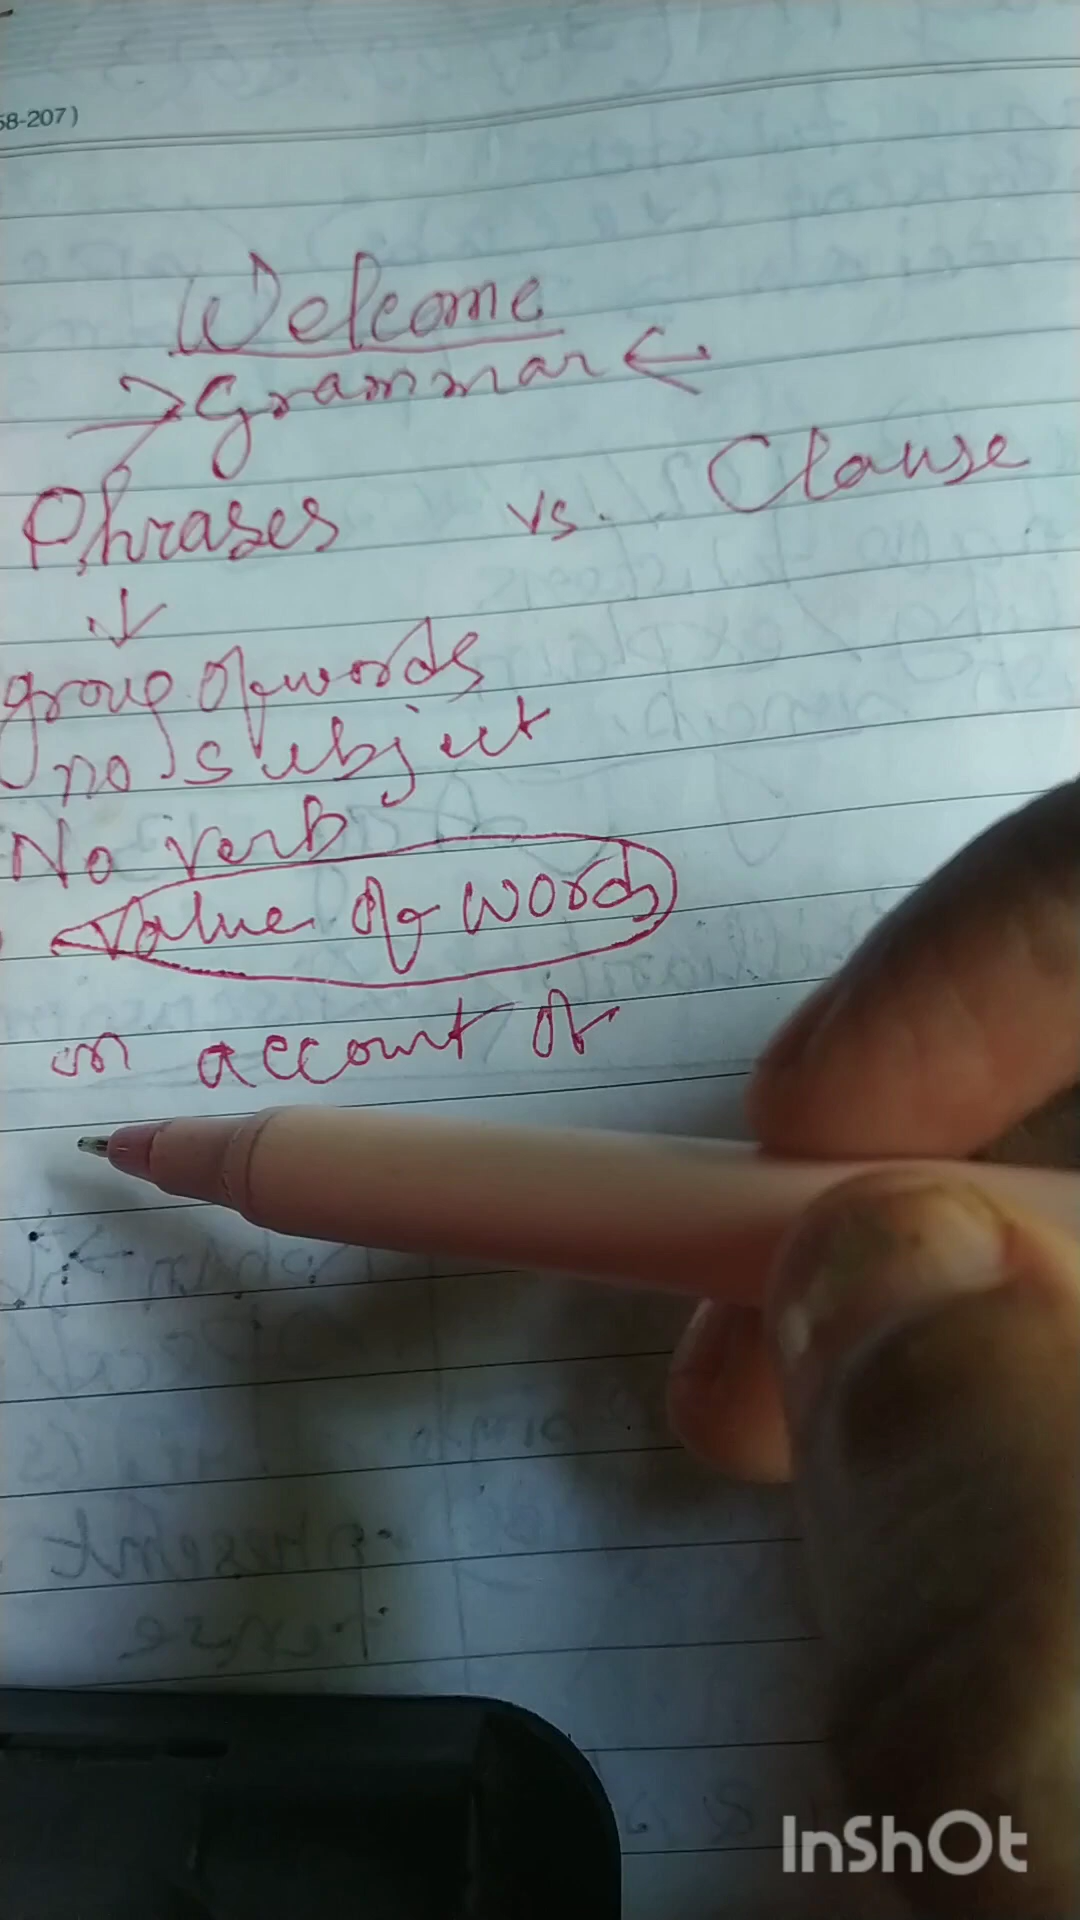 58-207)
Welcome
→ Grammar ←
Phrases vs. Clause
↓
group of words
no subject
No verb
Value of words
on account of
InShOt